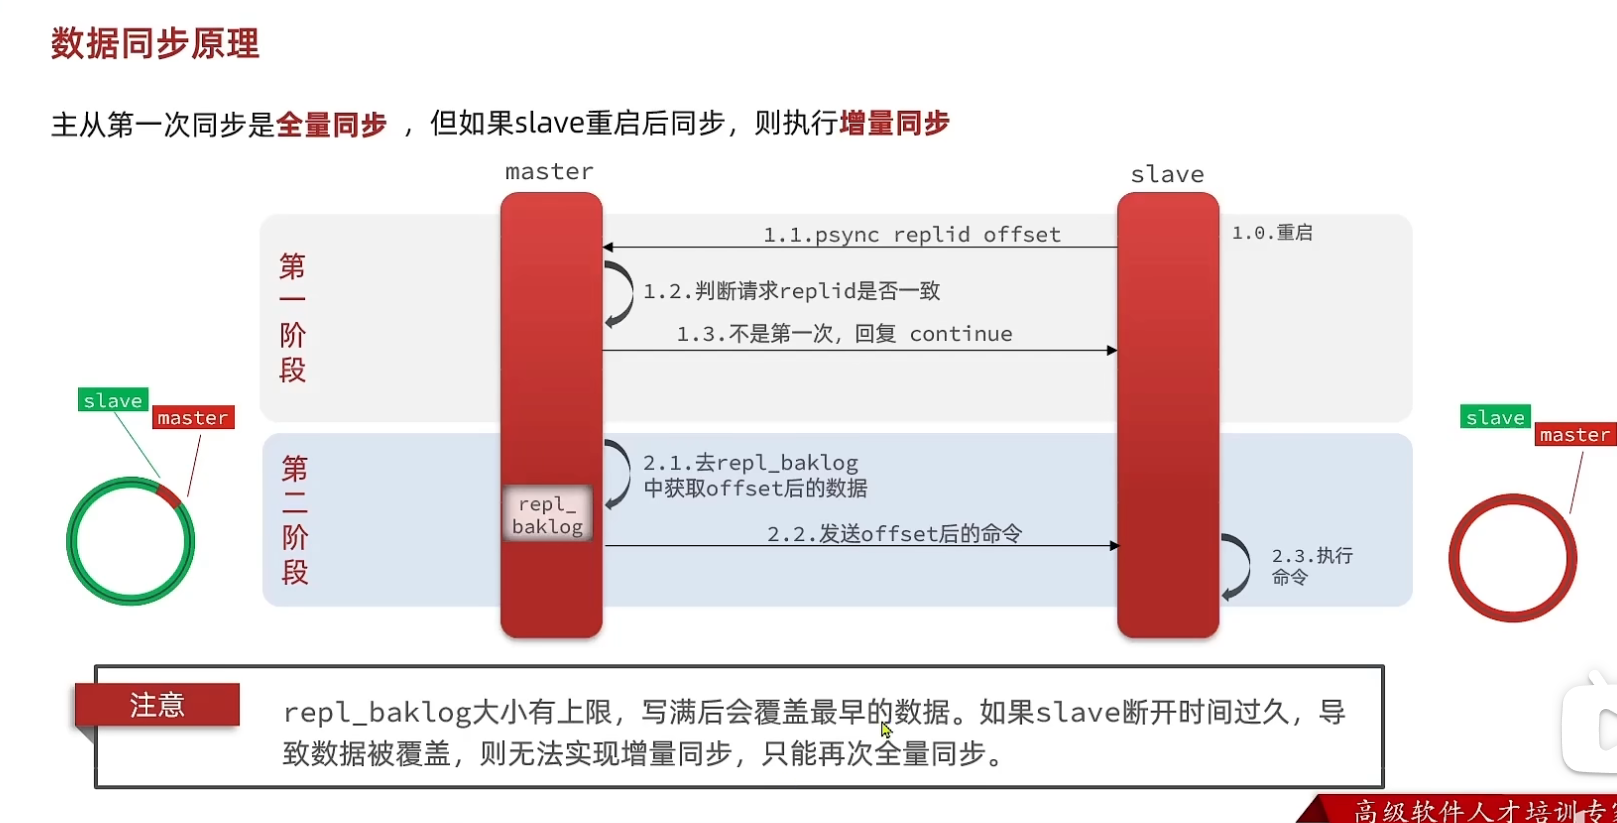 数据同步原理
主从第一次同步是全量同步 ，但如果slave重启后同步，则执行增量同步
master
slave
第一阶段
1.0.重启
1.1.psync replid offset
1.2.判断请求replid是否一致
1.3.不是第一次，回复 continue
slave
master
slave
master
第二阶段
2.1.去repl_baklog
中获取offset后的数据
repl_
baklog
2.2.发送offset后的命令
2.3.执行
命令
注意
repl_baklog大小有上限，写满后会覆盖最早的数据。如果slave断开时间过久，导
致数据被覆盖，则无法实现增量同步，只能再次全量同步。
高级软件人才培训专